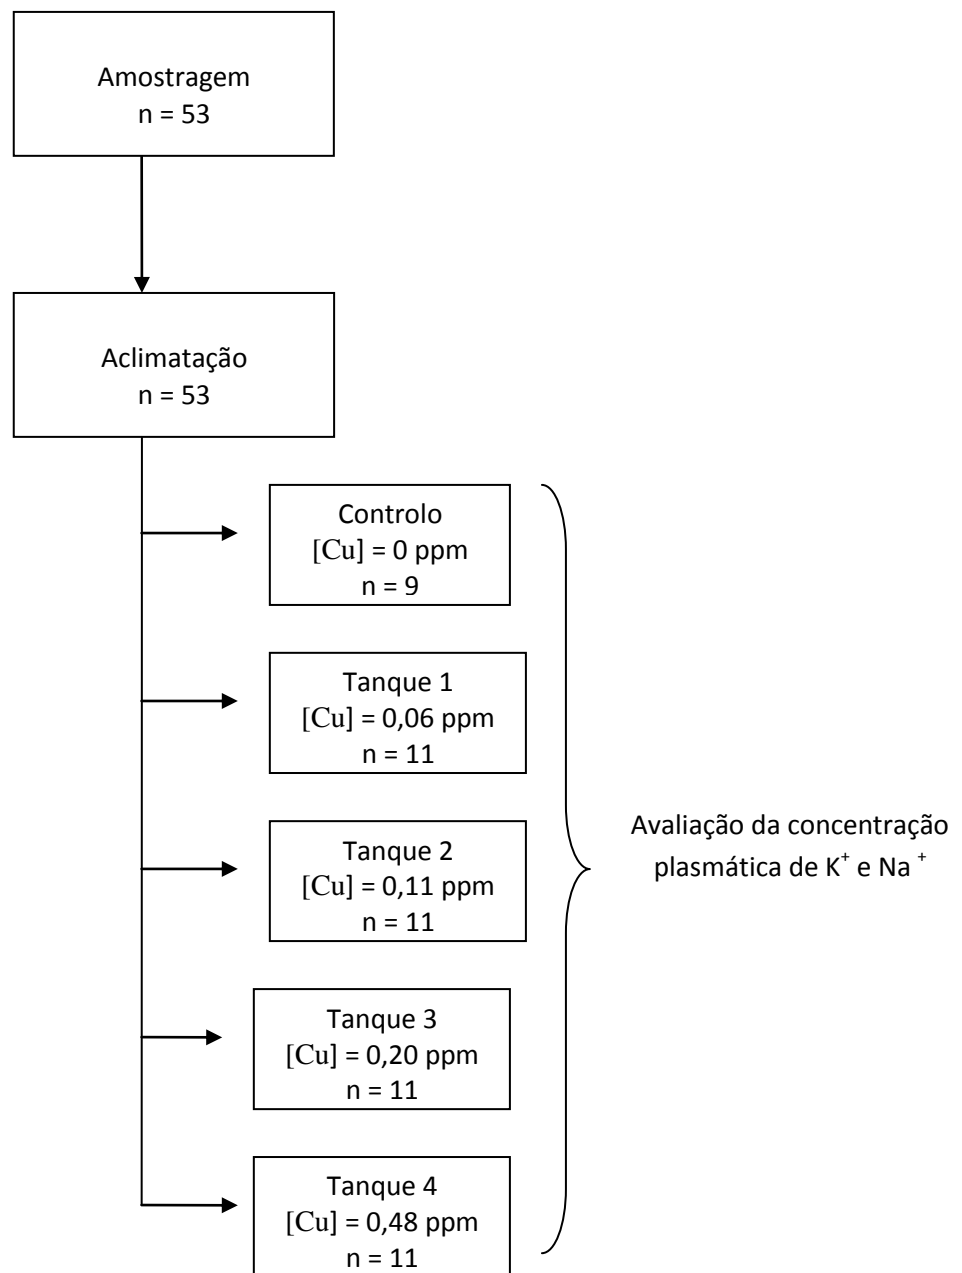 Amostragem
n = 53
Aclimatação
n = 53
Controlo
[Cu] = 0 ppm
n = 9
Tanque 1
[Cu] = 0,06 ppm
n = 11
Tanque 2
[Cu] = 0,11 ppm
n = 11
Tanque 3
[Cu] = 0,20 ppm
n = 11
Tanque 4
[Cu] = 0,48 ppm
n = 11
Avaliação da concentração
plasmática de K⁺ e Na ⁺